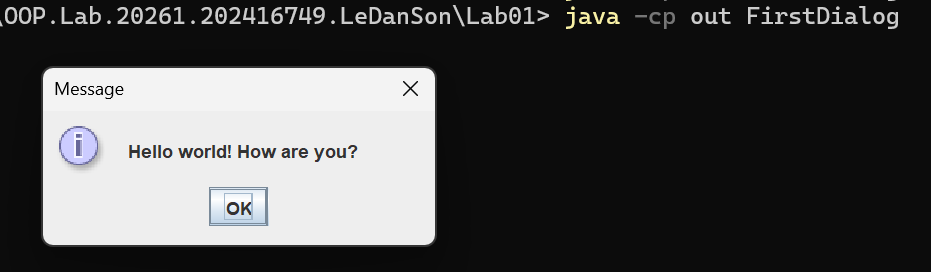 \OOP.Lab.20261.202416749.LeDanSon\Lab01> java -cp out FirstDialog
Message
i
Hello world! How are you?
OK